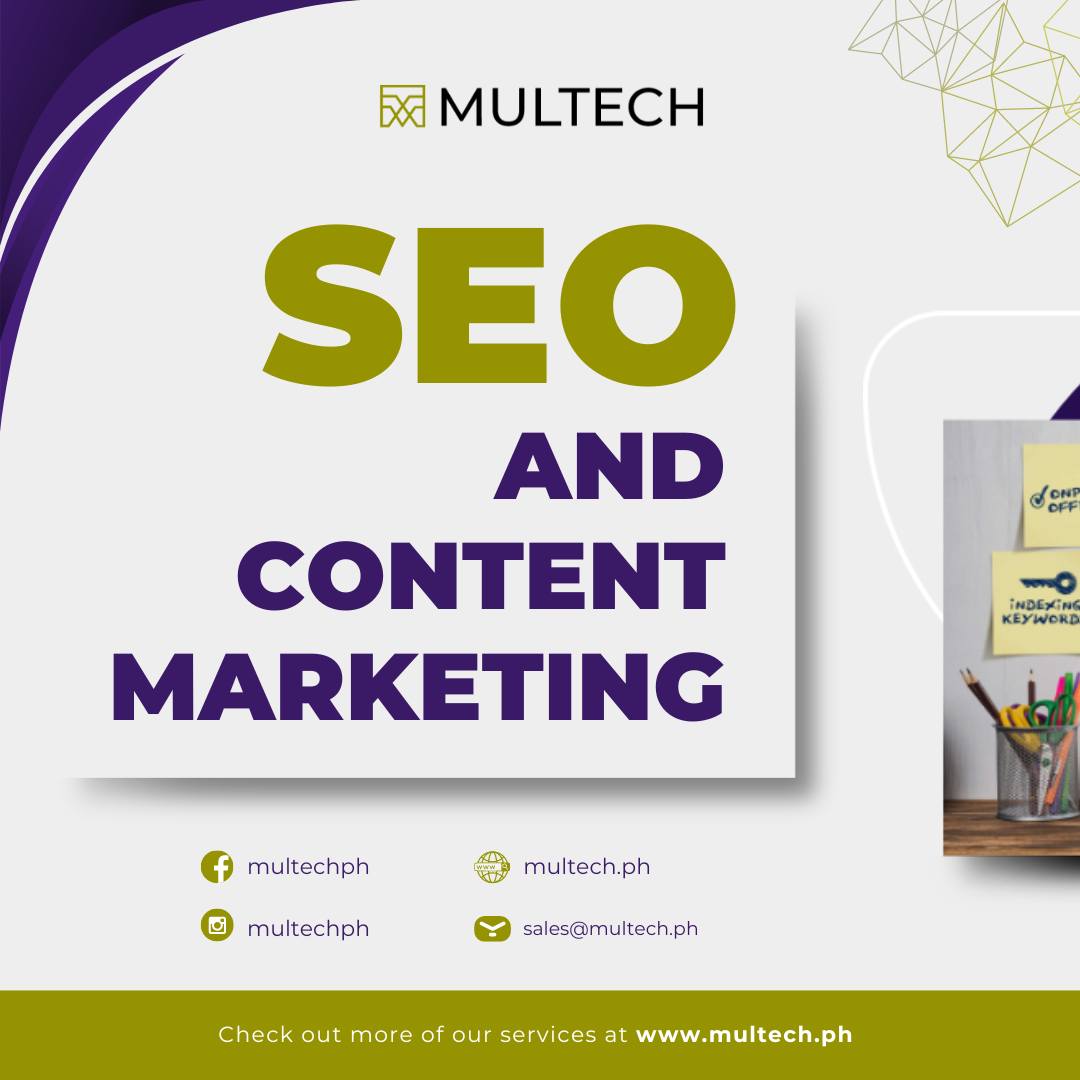 MULTECH
SEO
AND
CONTENT
MARKETING
INDEXING
multechph
multech.ph
multechph
sales@multech.ph
Check out more of our services at www.multech.ph